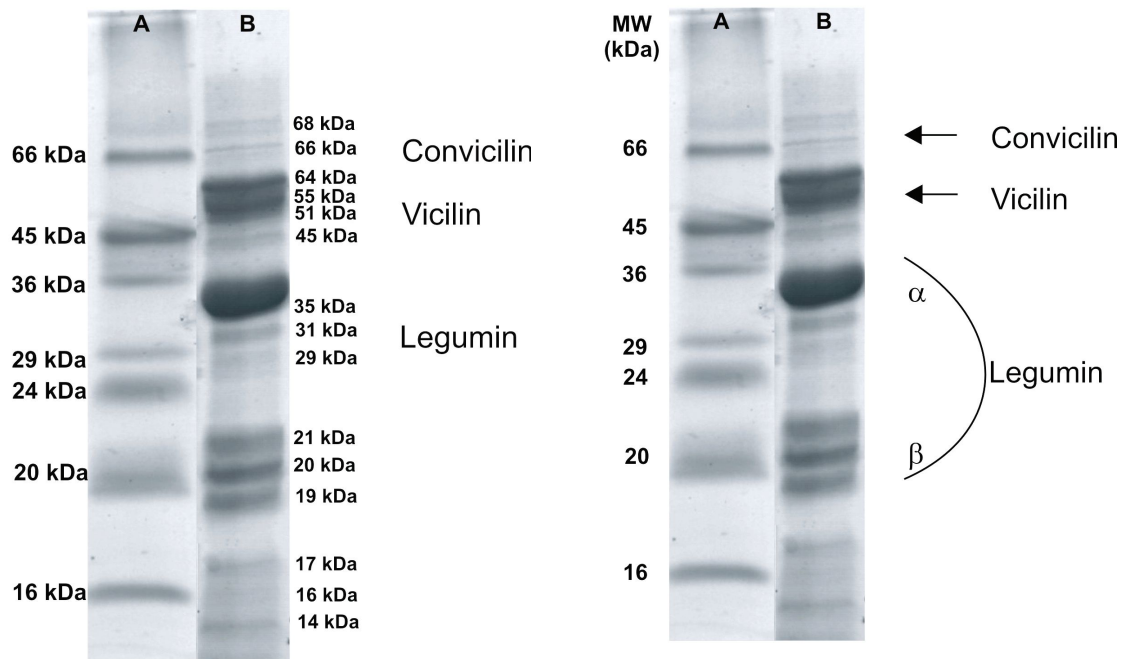 A B
68 kDa
66 kDa
66 kDa
Convicilin
64 kDa
55 kDa
51 kDa
Vicilin
45 kDa
45 kDa
36 kDa
35 kDa
31 kDa
Legumin
29 kDa
29 kDa
24 kDa
21 kDa
20 kDa
20 kDa
19 kDa
17 kDa
16 kDa
16 kDa
14 kDa
MW
(kDa)
A B
66
Convicilin
Vicilin
45
36
α
29
24
Legumin
20
β
16